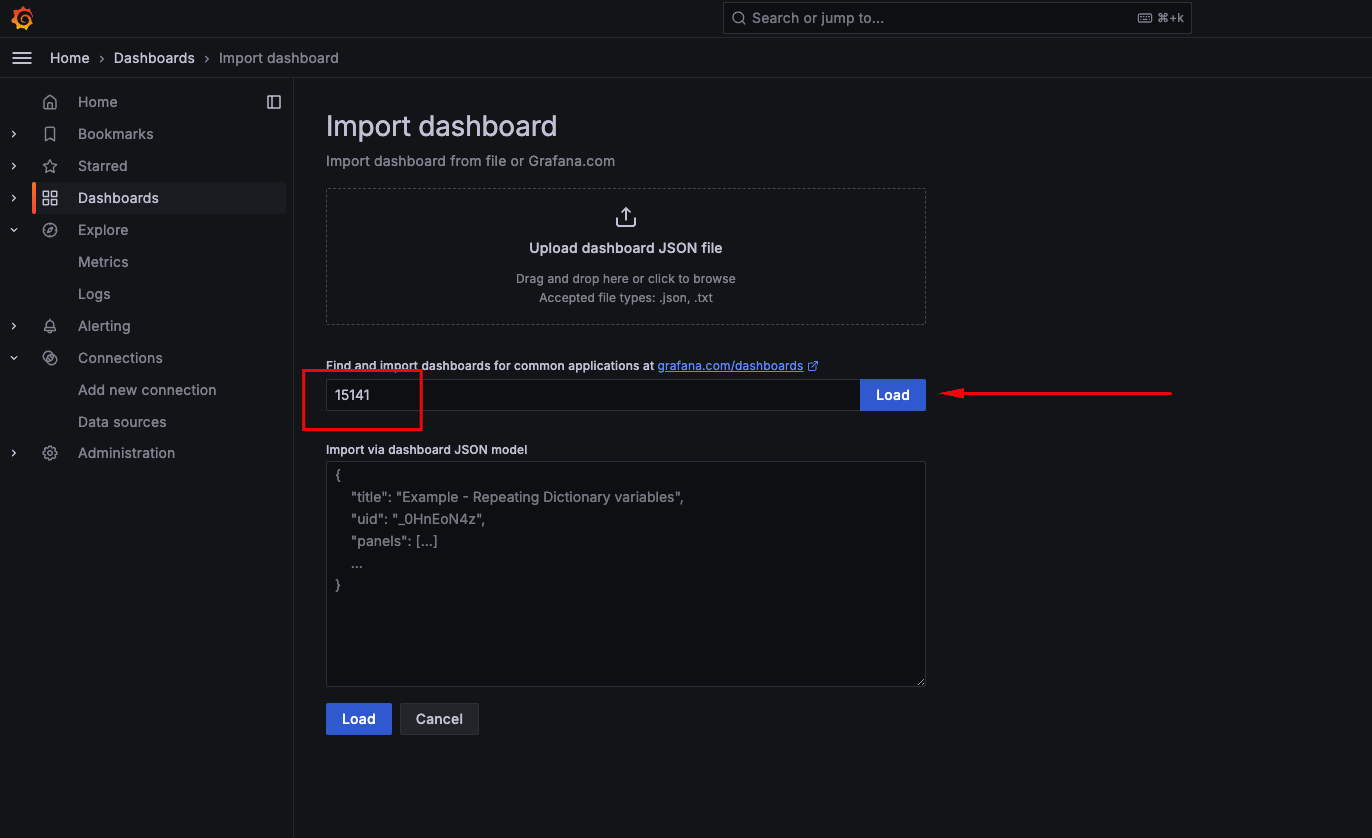 Search or jump to...
⌘+k
Home › Dashboards › Import dashboard
Home
Bookmarks
Starred
Dashboards
Explore
Metrics
Logs
Alerting
Connections
Add new connection
Data sources
Administration
Import dashboard
Import dashboard from file or Grafana.com
Upload dashboard JSON file
Drag and drop here or click to browse
Accepted file types: .json, .txt
Find and import dashboards for common applications at grafana.com/dashboards
15141
Load
Import via dashboard JSON model
{
"title": "Example - Repeating Dictionary variables",
"uid": "_0HnEoN4z",
"panels": [...]
...
}
Load
Cancel